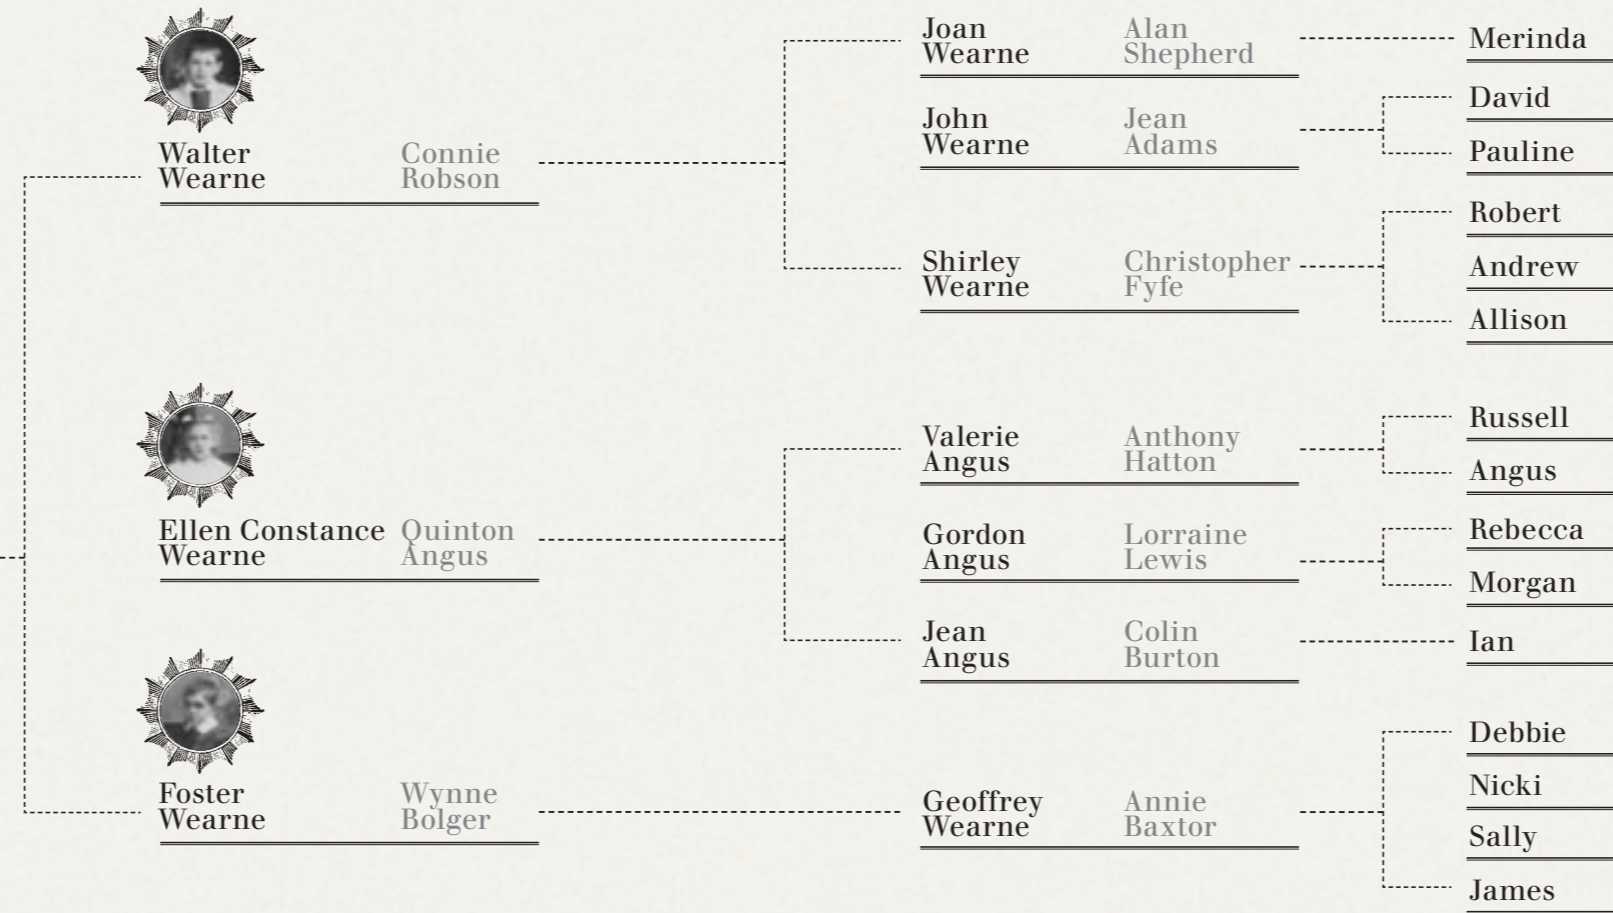 Walter
Wearne
Connie
Robson
Joan
Wearne
Alan
Shepherd
Merinda
John
Wearne
Jean
Adams
David
Pauline
Shirley
Wearne
Christopher
Fyfe
Robert
Andrew
Allison
Ellen Constance
Wearne
Quinton
Angus
Valerie
Angus
Anthony
Hatton
Russell
Angus
Gordon
Angus
Lorraine
Lewis
Rebecca
Morgan
Jean
Angus
Colin
Burton
Ian
Foster
Wearne
Wynne
Bolger
Geoffrey
Wearne
Annie
Baxtor
Debbie
Nicki
Sally
James